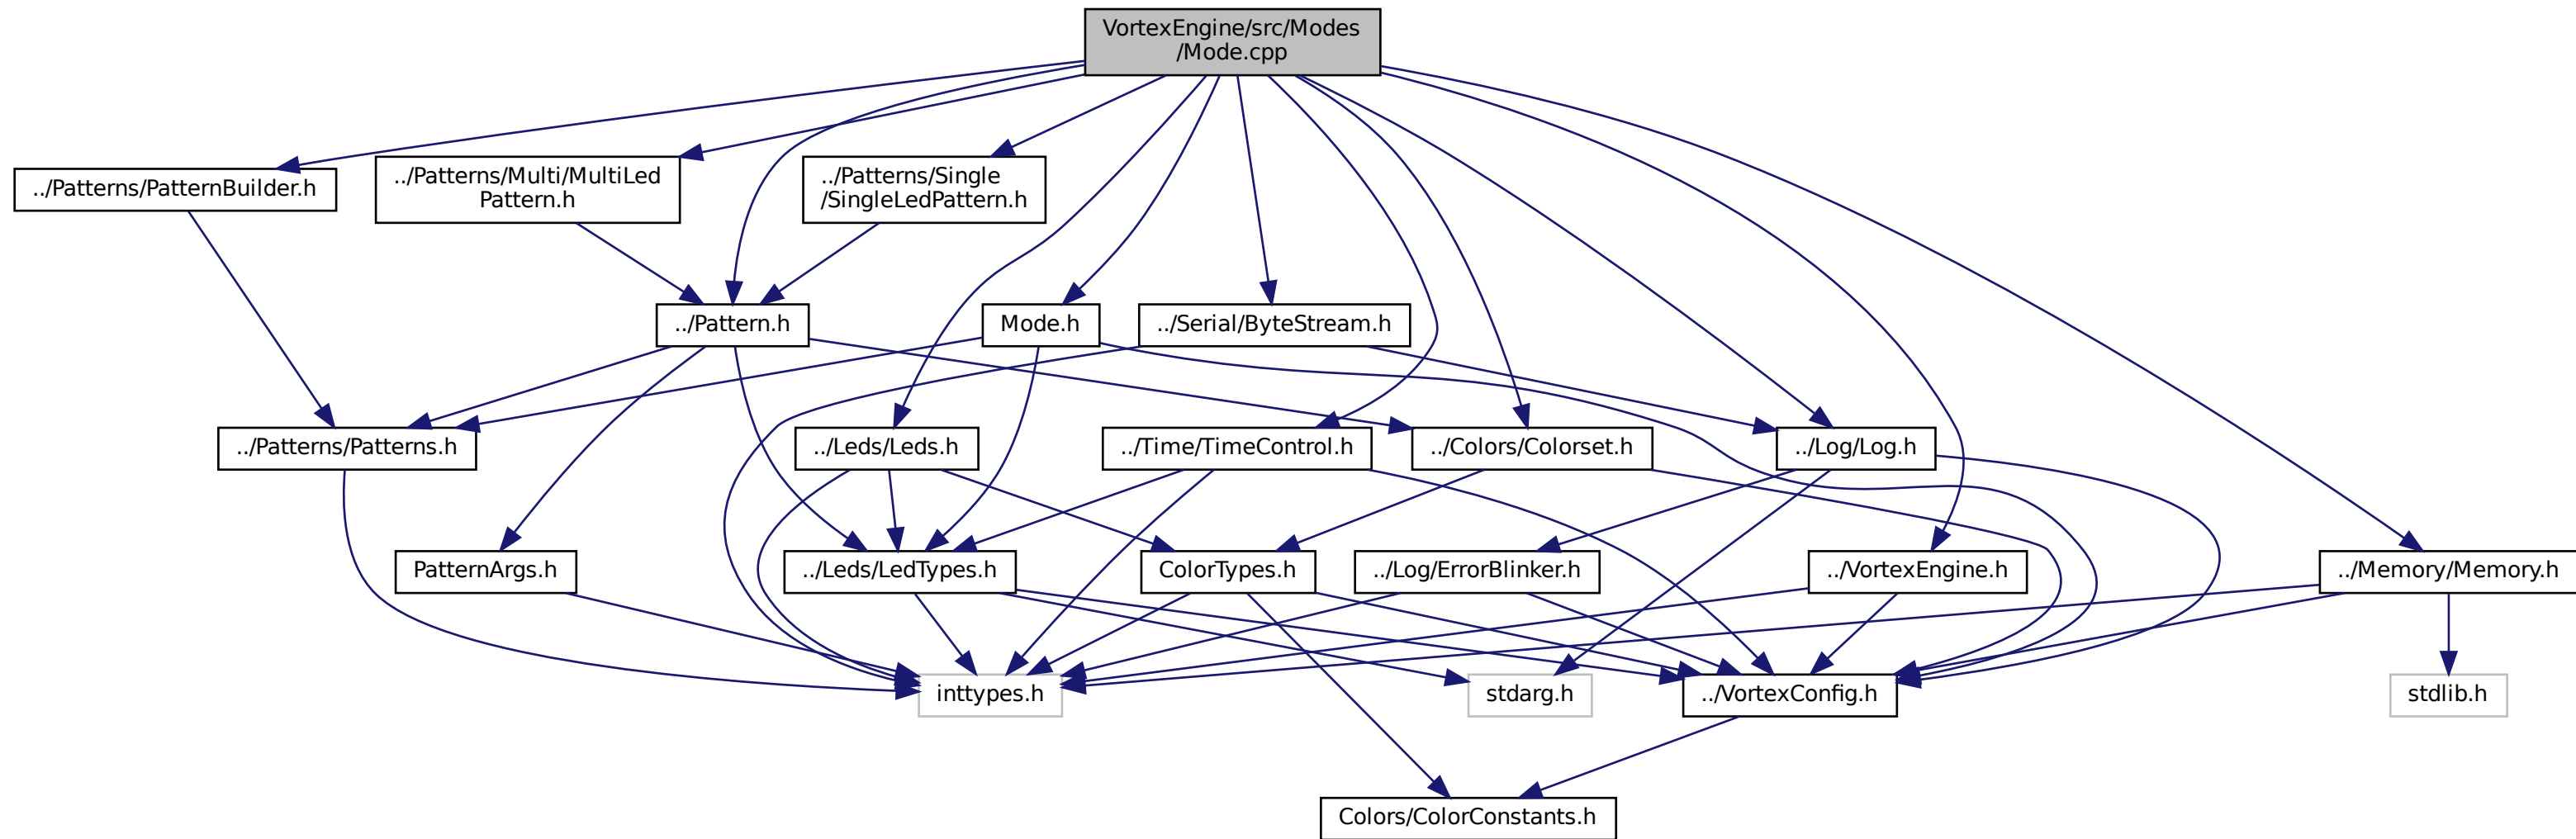 VortexEngine/src/Modes
/Mode.cpp
../Patterns/PatternBuilder.h
../Patterns/Multi/MultiLed
Pattern.h
../Patterns/Single
/SingleLedPattern.h
../Pattern.h
Mode.h
../Serial/ByteStream.h
../Patterns/Patterns.h
../Leds/Leds.h
../Time/TimeControl.h
../Colors/Colorset.h
../Log/Log.h
PatternArgs.h
../Leds/LedTypes.h
ColorTypes.h
../Log/ErrorBlinker.h
../VortexEngine.h
../Memory/Memory.h
inttypes.h
stdarg.h
../VortexConfig.h
stdlib.h
Colors/ColorConstants.h